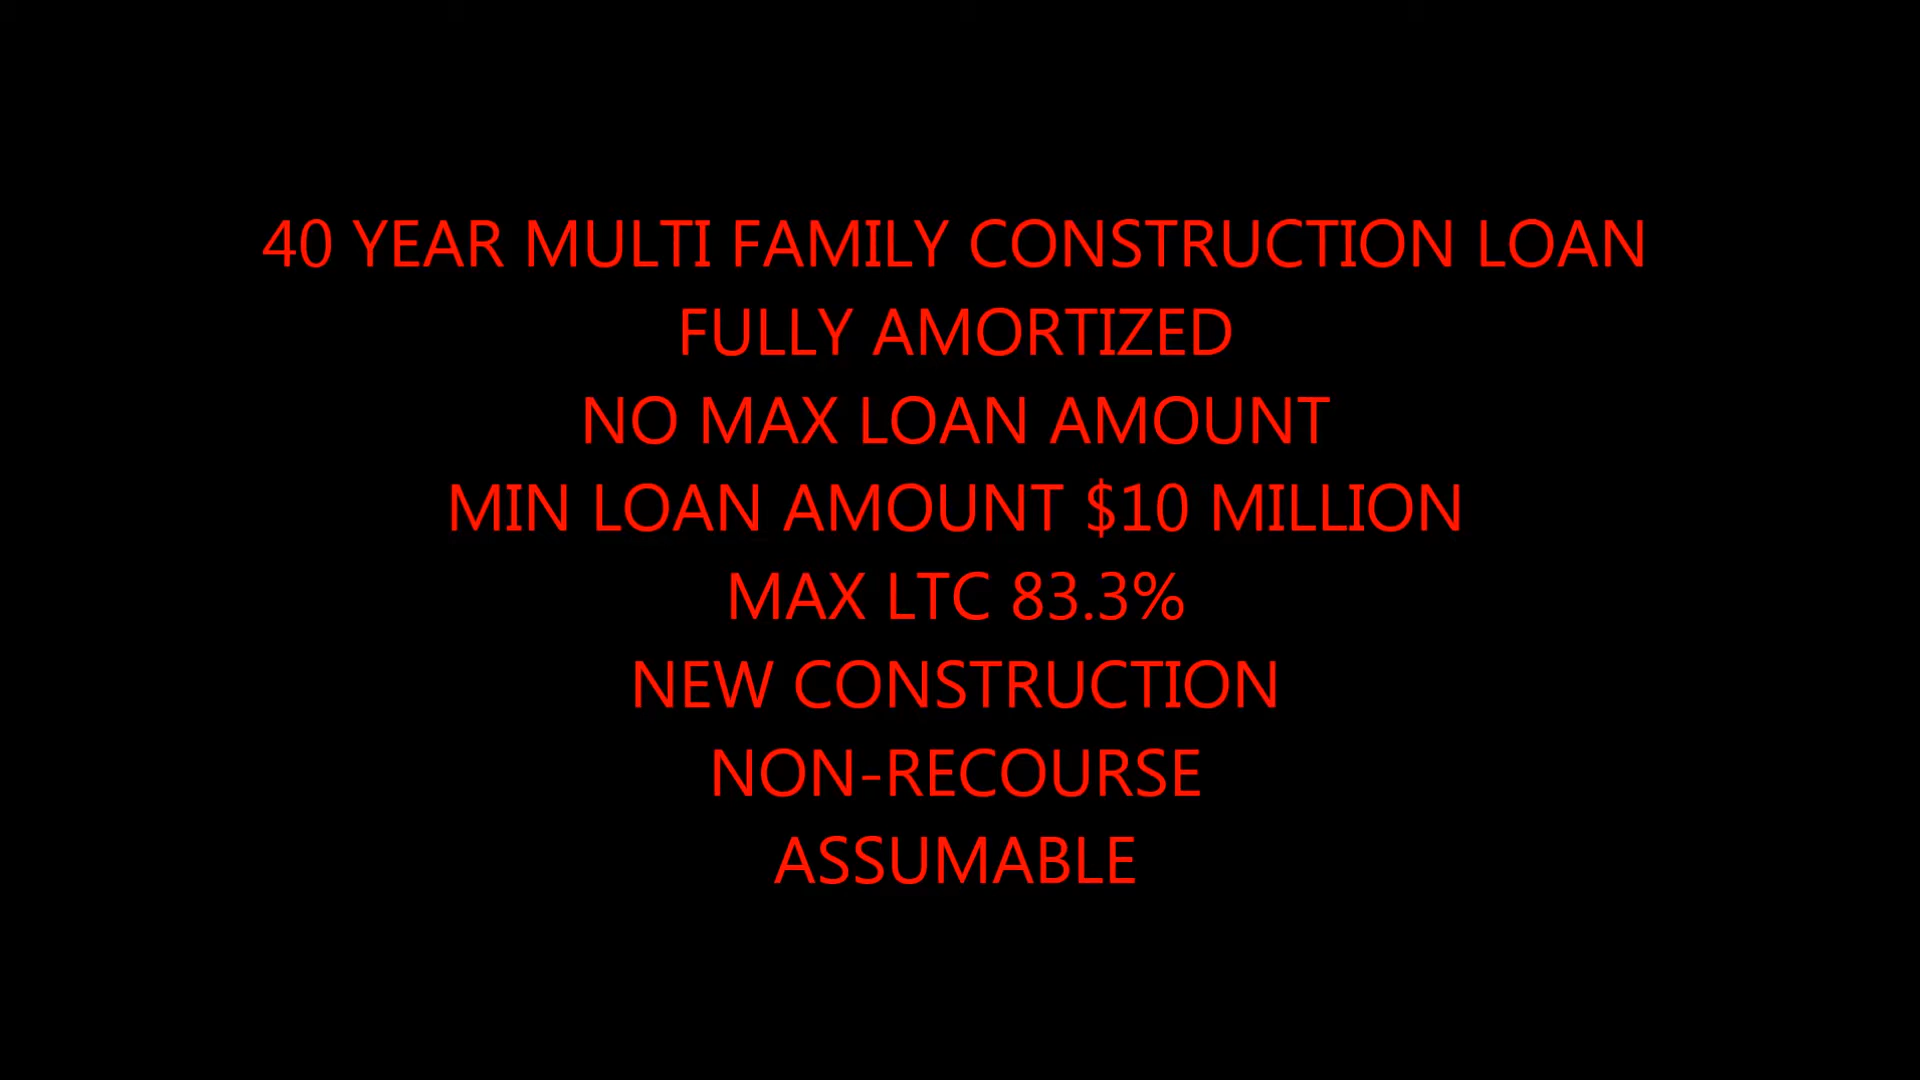 40 YEAR MULTI FAMILY CONSTRUCTION LOAN
FULLY AMORTIZED
NO MAX LOAN AMOUNT
MIN LOAN AMOUNT $10 MILLION
MAX LTC 83.3%
NEW CONSTRUCTION
NON-RECOURSE
ASSUMABLE